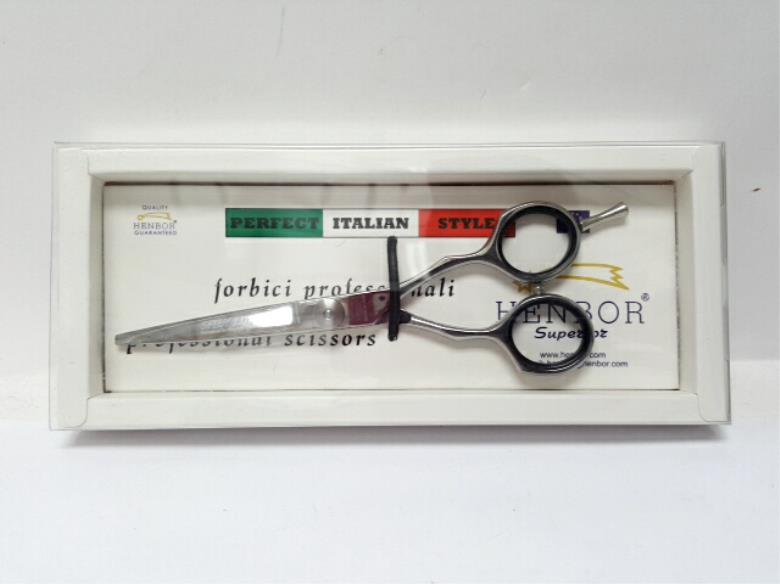 QUALITY
HENBOR®
GUARANTEED
PERFECT ITALIAN STYLE
forbici professionali
professional scissors
HENBOR®
Superior
www.henbor.com